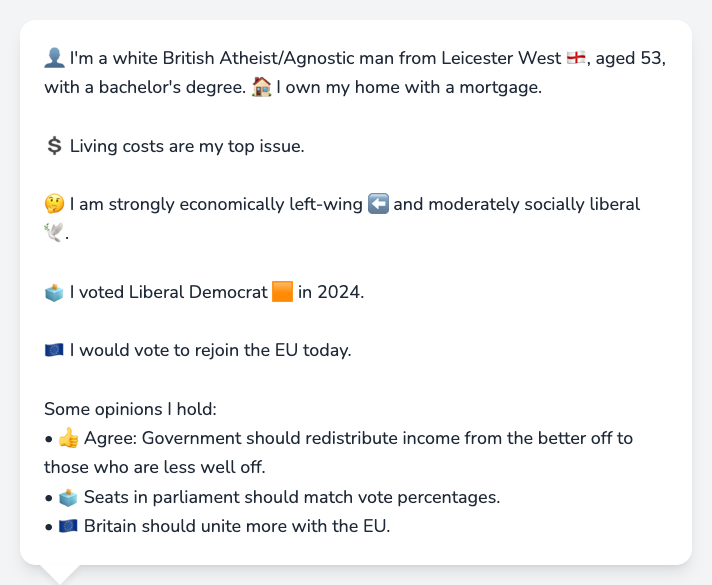 👤 I'm a white British Atheist/Agnostic man from Leicester West 🏴󠁧󠁢󠁥󠁮󠁧󠁿, aged 53,
with a bachelor's degree. 🏠 I own my home with a mortgage.
💲 Living costs are my top issue.
🤔 I am strongly economically left-wing ⬅️ and moderately socially liberal
🕊️.
🗳️ I voted Liberal Democrat 🟧 in 2024.
🇪🇺 I would vote to rejoin the EU today.
Some opinions I hold:
• 👍 Agree: Government should redistribute income from the better off to
those who are less well off.
• 🗳️ Seats in parliament should match vote percentages.
• 🇪🇺 Britain should unite more with the EU.